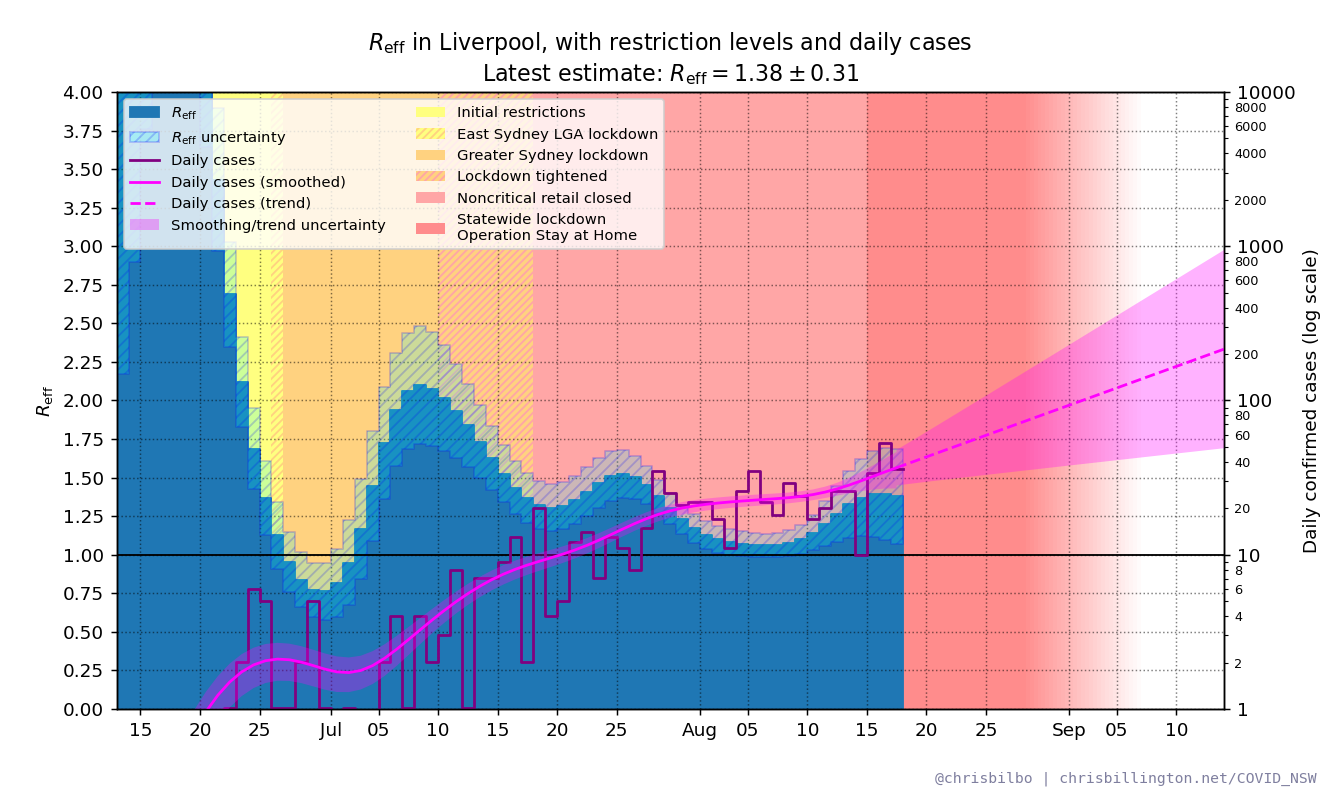 Reff in Liverpool, with restriction levels and daily cases
Latest estimate: Reff = 1.38 ± 0.31
Reff
Reff uncertainty
Daily cases
Daily cases (smoothed)
Daily cases (trend)
Smoothing/trend uncertainty
Initial restrictions
East Sydney LGA lockdown
Greater Sydney lockdown
Lockdown tightened
Noncritical retail closed
Statewide lockdown
Operation Stay at Home
4.00
3.75
3.50
3.25
3.00
2.75
2.50
2.25
2.00
1.75
1.50
1.25
1.00
0.75
0.50
0.25
0.00
Reff
10000
8000
6000
4000
2000
1000
800
600
400
200
100
80
60
40
20
10
8
6
4
2
1
Daily confirmed cases (log scale)
15 20 25 Jul 05 10 15 20 25 Aug 05 10 15 20 25 Sep 05 10
@chrisbilbo | chrisbillington.net/COVID_NSW